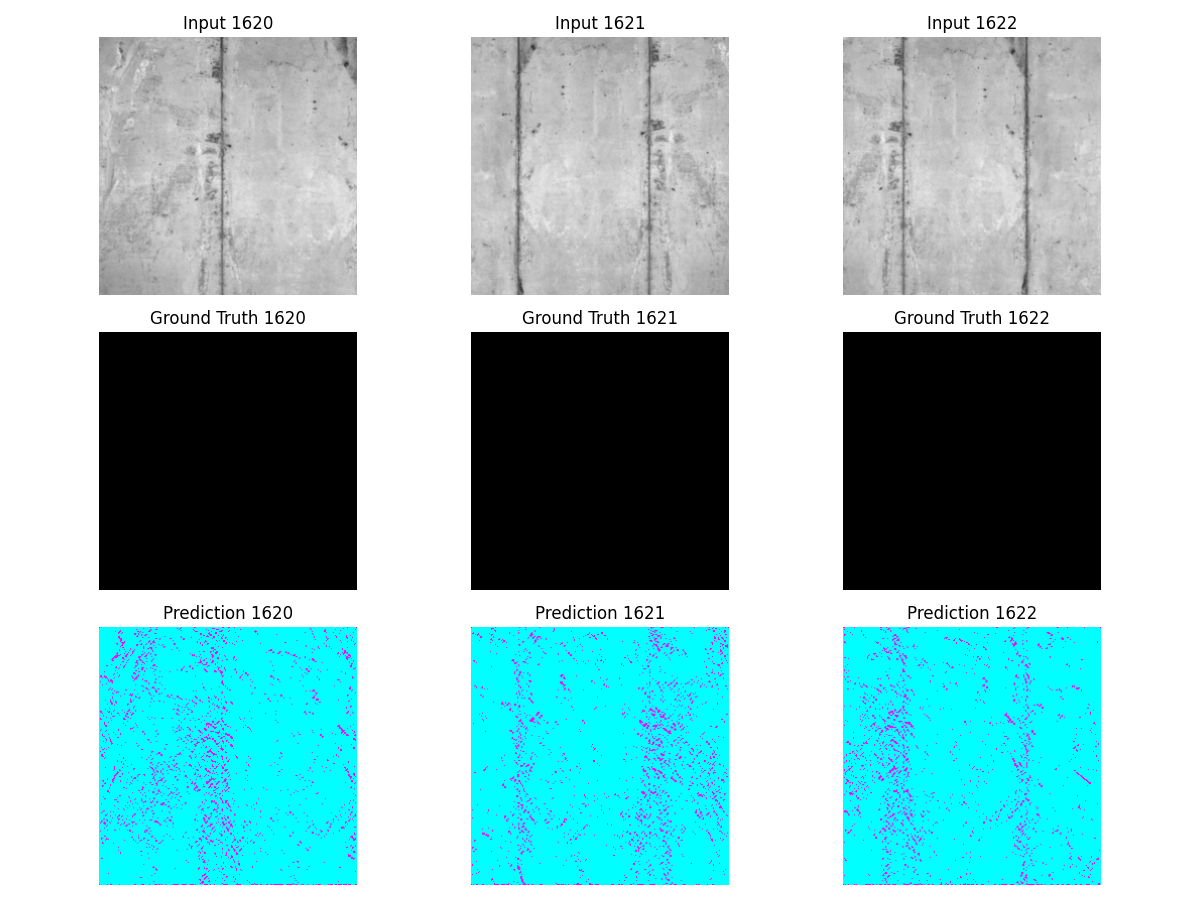 Input 1620
Input 1621
Input 1622
Ground Truth 1620
Ground Truth 1621
Ground Truth 1622
Prediction 1620
Prediction 1621
Prediction 1622